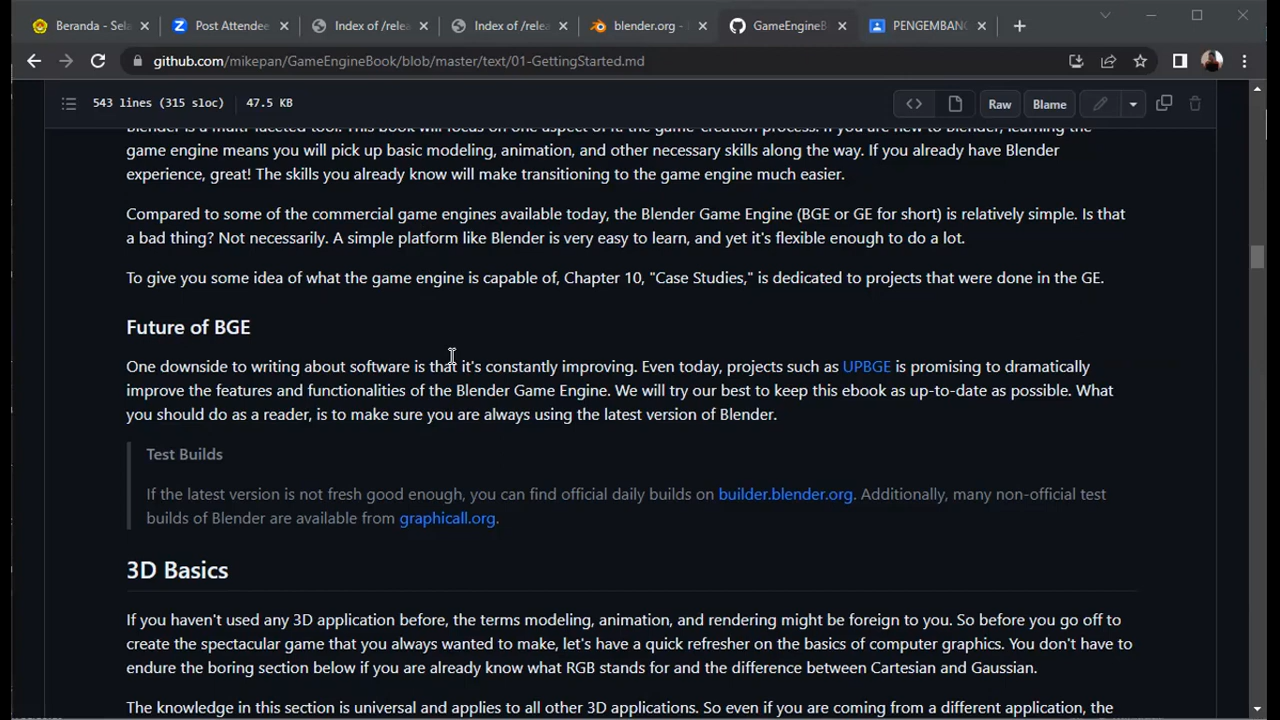 Beranda - Sela
Post Attendee
Index of /relea
Index of /relea
blender.org -
GameEngineB
PENGEMBANG
github.com/mikepan/GameEngineBook/blob/master/text/01-GettingStarted.md
543 lines (315 sloc) 47.5 KB
Raw
Blame
Blender is a multi-faceted tool. This book will focus on one aspect of it: the game-creation process. If you are new to Blender, learning the
game engine means you will pick up basic modeling, animation, and other necessary skills along the way. If you already have Blender
experience, great! The skills you already know will make transitioning to the game engine much easier.
Compared to some of the commercial game engines available today, the Blender Game Engine (BGE or GE for short) is relatively simple. Is that
a bad thing? Not necessarily. A simple platform like Blender is very easy to learn, and yet it's flexible enough to do a lot.
To give you some idea of what the game engine is capable of, Chapter 10, "Case Studies," is dedicated to projects that were done in the GE.
Future of BGE
One downside to writing about software is that it's constantly improving. Even today, projects such as UPBGE is promising to dramatically
improve the features and functionalities of the Blender Game Engine. We will try our best to keep this ebook as up-to-date as possible. What
you should do as a reader, is to make sure you are always using the latest version of Blender.
Test Builds
If the latest version is not fresh good enough, you can find official daily builds on builder.blender.org. Additionally, many non-official test
builds of Blender are available from graphicall.org.
3D Basics
If you haven't used any 3D application before, the terms modeling, animation, and rendering might be foreign to you. So before you go off to
create the spectacular game that you always wanted to make, let's have a quick refresher on the basics of computer graphics. You don't have to
endure the boring section below if you are already know what RGB stands for and the difference between Cartesian and Gaussian.
The knowledge in this section is universal and applies to all other 3D applications. So even if you are coming from a different application, the